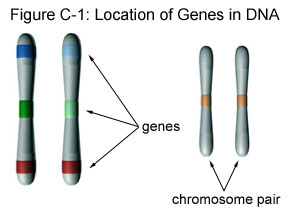 Figure C-1: Location of Genes in DNA
genes
chromosome pair